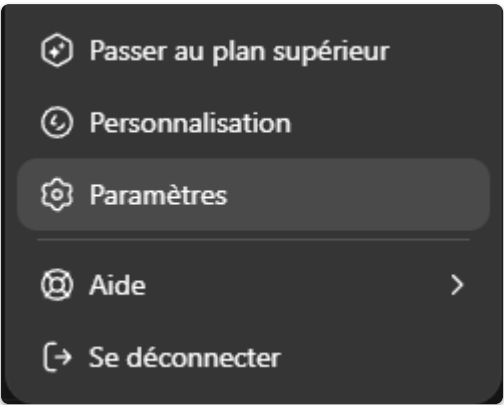 Passer au plan supérieur
Personnalisation
Paramètres
Aide
Se déconnecter